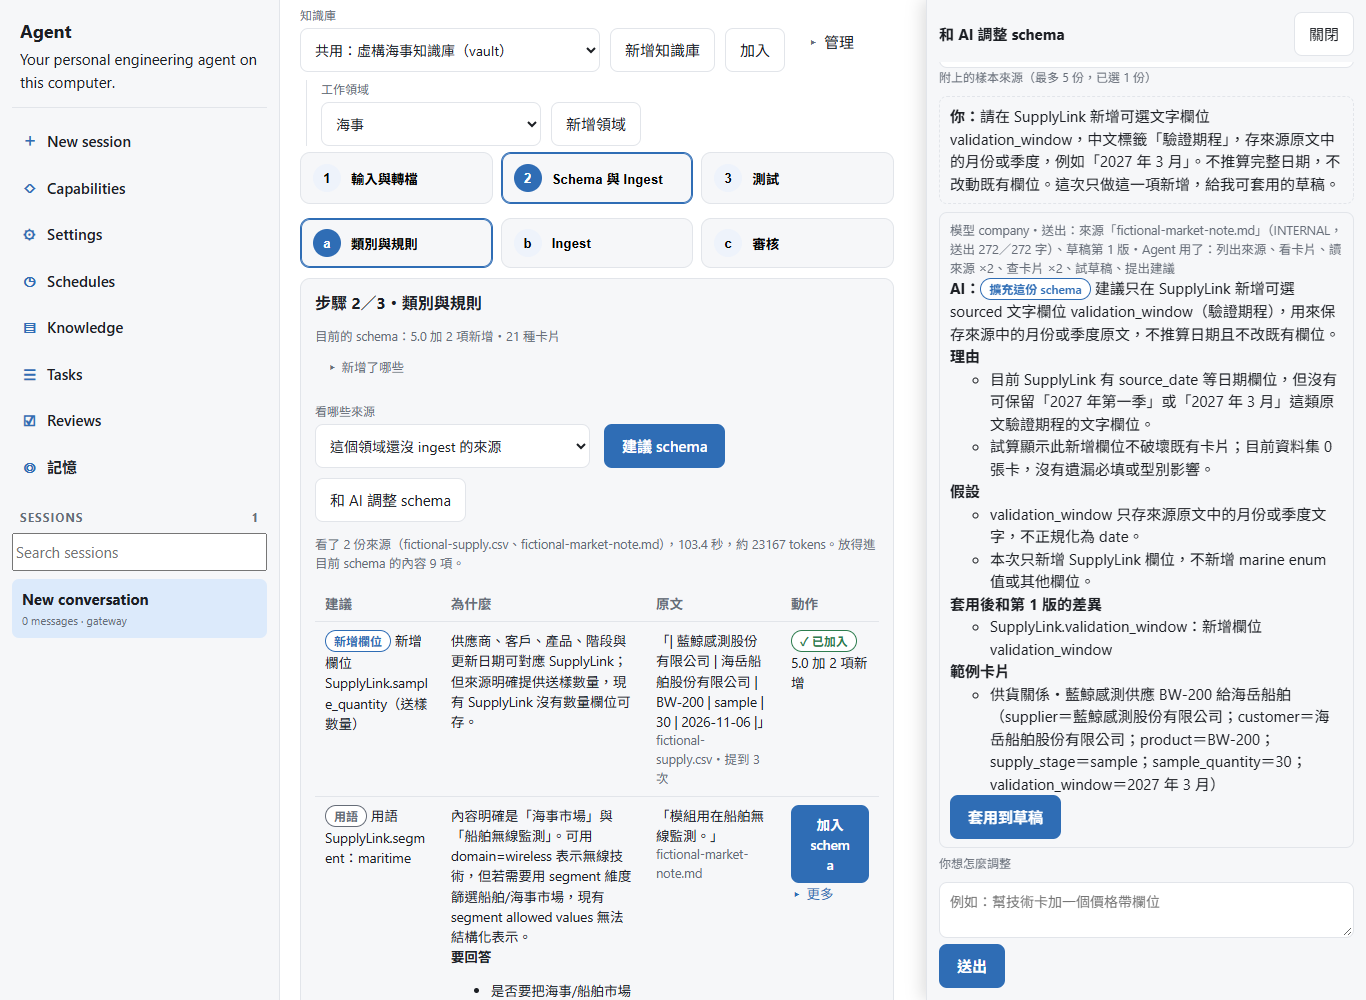 Agent
Your personal engineering agent on
this computer.
New session
Capabilities
Settings
Schedules
Knowledge
Tasks
Reviews
記憶
SESSIONS 1
Search sessions
New conversation
0 messages · gateway
知識庫
共用：虛構海事知識庫（vault）
新增知識庫
加入
管理
工作領域
海事
新增領域
1 輸入與轉檔
2 Schema 與 Ingest
3 測試
a 類別與規則
b Ingest
c 審核
步驟 2／3・類別與規則
目前的 schema：5.0 加 2 項新增・21 種卡片
新增了哪些
看哪些來源
這個領域還沒 ingest 的來源
建議 schema
和 AI 調整 schema
看了 2 份來源（fictional-supply.csv、fictional-market-note.md），103.4 秒，約 23167 tokens。放得進
目前 schema 的內容 9 項。
建議 為什麼 原文 動作
新增欄位 新增
欄位
SupplyLink.sampl
e_quantity（送樣
數量）
供應商、客戶、產品、階段與
更新日期可對應 SupplyLink；
但來源明確提供送樣數量，現
有 SupplyLink 沒有數量欄位可
存。
「| 藍鯨感測股份
有限公司 | 海岳船
舶股份有限公司 |
BW-200 | sample |
30 | 2026-11-06 |」
fictional-
supply.csv・提到 3
次
✓ 已加入
5.0 加 2 項新
增
用語 用語
SupplyLink.segm
ent：maritime
內容明確是「海事市場」與
「船舶無線監測」。可用
domain=wireless 表示無線技
術，但若需要用 segment 維度
篩選船舶/海事市場，現有
segment allowed values 無法
結構化表示。
要回答
是否要把海事/船舶市場
「模組用在船舶無
線監測。」
fictional-market-
note.md
加入
schem
a
更多
和 AI 調整 schema
關閉
附上的樣本來源（最多 5 份，已選 1 份）
你：請在 SupplyLink 新增可選文字欄位
validation_window，中文標籤「驗證期程」，存來源原文中
的月份或季度，例如「2027 年 3 月」。不推算完整日期，不
改動既有欄位。這次只做這一項新增，給我可套用的草稿。
模型 company・送出：來源「fictional-market-note.md」（INTERNAL，
送出 272／272 字）、草稿第 1 版・Agent 用了：列出來源、看卡片、讀
來源 ×2、查卡片 ×2、試草稿、提出建議
AI：擴充這份 schema 建議只在 SupplyLink 新增可選
sourced 文字欄位 validation_window（驗證期程），用來保
存來源中的月份或季度原文，不推算日期且不改既有欄位。
理由
目前 SupplyLink 有 source_date 等日期欄位，但沒有
可保留「2027 年第一季」或「2027 年 3 月」這類原
文驗證期程的文字欄位。
試算顯示此新增欄位不破壞既有卡片；目前資料集 0
張卡，沒有遺漏必填或型別影響。
假設
validation_window 只存來源原文中的月份或季度文
字，不正規化為 date。
本次只新增 SupplyLink 欄位，不新增 marine enum
值或其他欄位。
套用後和第 1 版的差異
SupplyLink.validation_window：新增欄位
validation_window
範例卡片
供貨關係・藍鯨感測供應 BW-200 給海岳船舶
（supplier＝藍鯨感測股份有限公司；customer＝海
岳船舶股份有限公司；product＝BW-200；
supply_stage＝sample；sample_quantity＝30；
validation_window＝2027 年 3 月）
套用到草稿
你想怎麼調整
例如：幫技術卡加一個價格帶欄位
送出